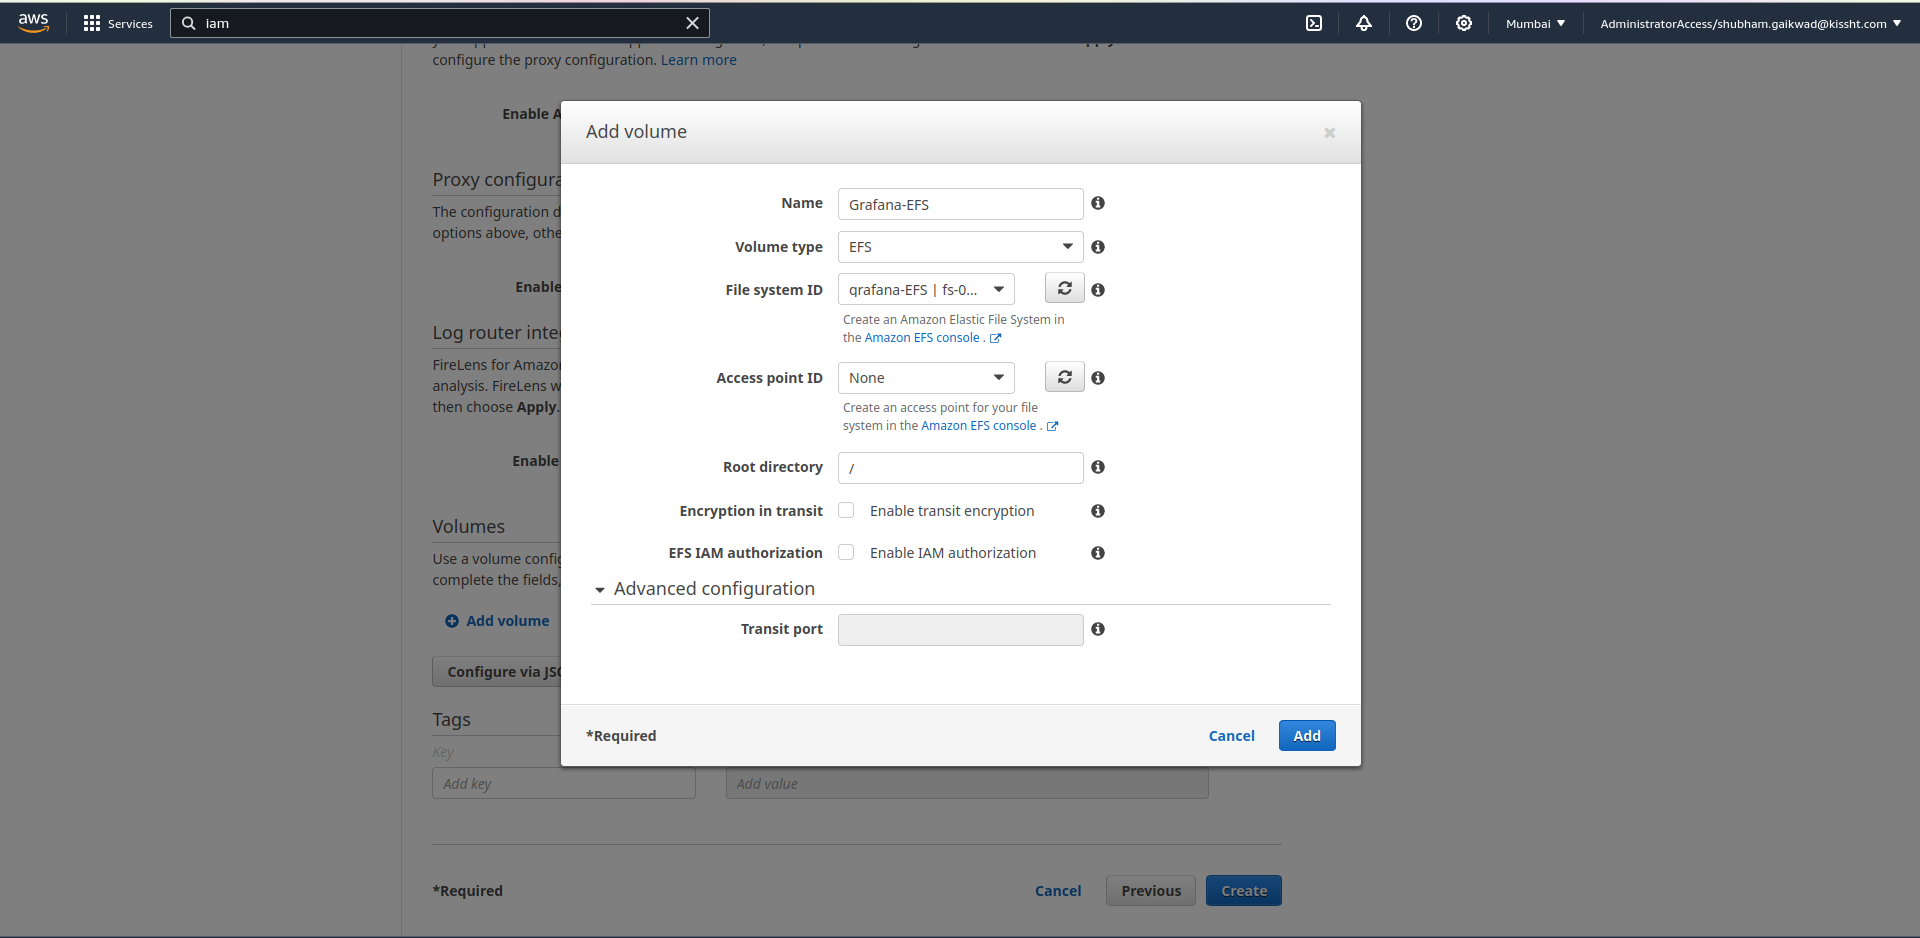 aws
Services
iam
Mumbai
AdministratorAccess/shubham.gaikwad@kissht.com
configure the proxy configuration. Learn more
Enable A
Proxy configura
The configuration d
options above, othe
Enable
Log router inte
FireLens for Amazo
analysis. FireLens w
then choose Apply.
Enable
Volumes
Use a volume config
complete the fields,
Add volume
Configure via JSO
Tags
Key
Add key
Add value
*Required
Cancel
Previous
Create
Add volume
Name
Grafana-EFS
Volume type
EFS
File system ID
grafana-EFS | fs-0...
Create an Amazon Elastic File System in
the Amazon EFS console .
Access point ID
None
Create an access point for your file
system in the Amazon EFS console .
Root directory
/
Encryption in transit
Enable transit encryption
EFS IAM authorization
Enable IAM authorization
Advanced configuration
Transit port
*Required
Cancel
Add